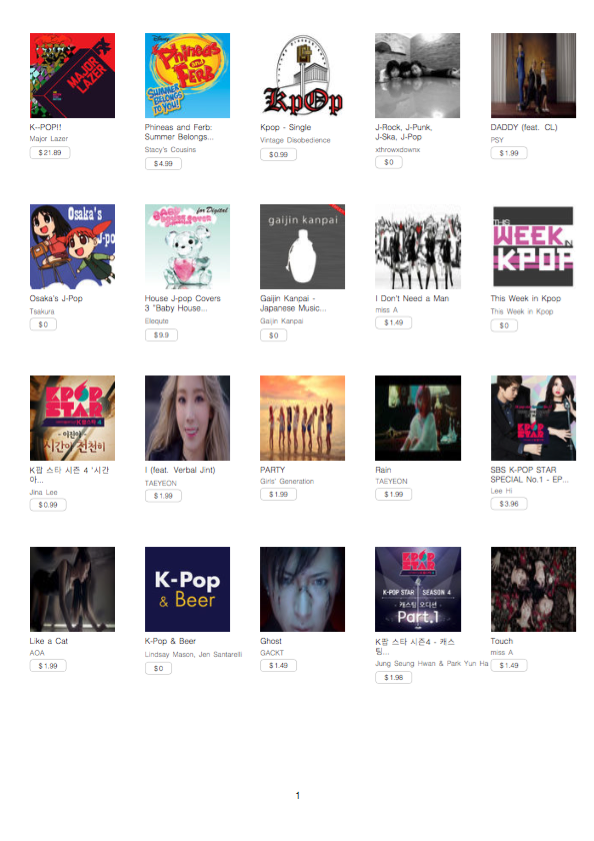 MAJOR LAZER
Disney
Phineas and Ferb
SUMMER BELONGS TO YOU!
KpOp
K--POP!!
Major Lazer
$21.89
Phineas and Ferb:
Summer Belongs...
Stacy's Cousins
$4.99
Kpop - Single
Vintage Disobedience
$0.99
J-Rock, J-Punk,
J-Ska, J-Pop
xthrowxdownx
$0
DADDY (feat. CL)
PSY
$1.99
Osaka's
J-po
for Digital
gaijin kanpai
THIS
WEEK IN
KPOP
Osaka's J-Pop
Tsakura
$0
House J-pop Covers
3 "Baby House...
Elequte
$9.9
Gaijin Kanpai -
Japanese Music...
Gaijin Kanpai
$0
I Don't Need a Man
miss A
$1.49
This Week in Kpop
This Week in Kpop
$0
KPOP
STAR
K팝스타 4
- 이진아 -
시간아 천천히
KPOP
STAR
K팝 스타 시즌 4 '시간
아...
Jina Lee
$0.99
I (feat. Verbal Jint)
TAEYEON
$1.99
PARTY
Girls' Generation
$1.99
Rain
TAEYEON
$1.99
SBS K-POP STAR
SPECIAL No.1 - EP...
Lee Hi
$3.96
K-Pop
& Beer
KPOP
STAR
K-POP STAR SEASON 4
- 캐스팅 오디션 -
Part.1
Like a Cat
AOA
$1.99
K-Pop & Beer
Lindsay Mason, Jen Santarelli
$0
Ghost
GACKT
$1.49
K팝 스타 시즌4 - 캐스
팅...
Jung Seung Hwan & Park Yun Ha
$1.98
Touch
miss A
$1.49
1